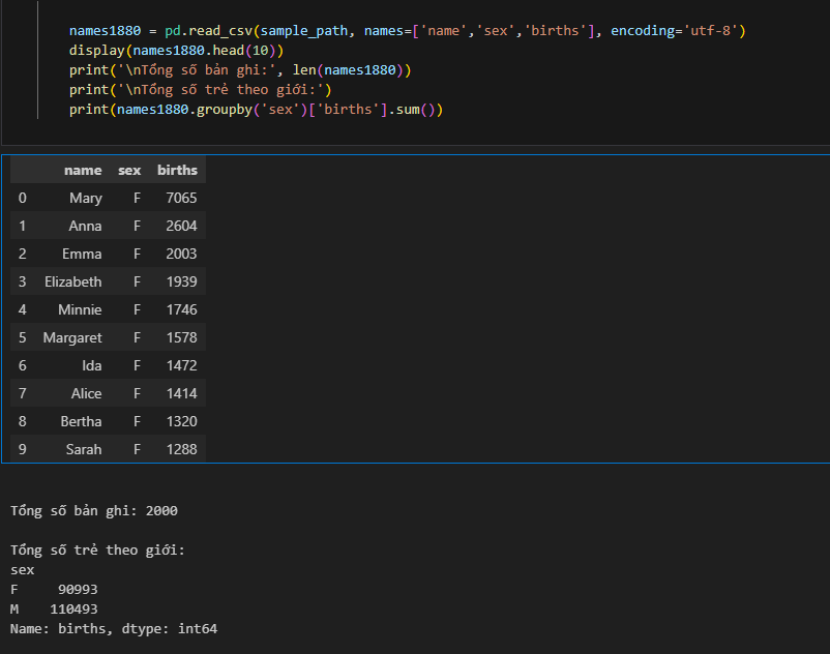 names1880 = pd.read_csv(sample_path, names=['name','sex','births'], encoding='utf-8')
display(names1880.head(10))
print('\nTổng số bản ghi:', len(names1880))
print('\nTổng số trẻ theo giới:')
print(names1880.groupby('sex')['births'].sum())
name sex births
0 Mary F 7065
1 Anna F 2604
2 Emma F 2003
3 Elizabeth F 1939
4 Minnie F 1746
5 Margaret F 1578
6 Ida F 1472
7 Alice F 1414
8 Bertha F 1320
9 Sarah F 1288
Tổng số bản ghi: 2000
Tổng số trẻ theo giới:
sex
F 90993
M 110493
Name: births, dtype: int64